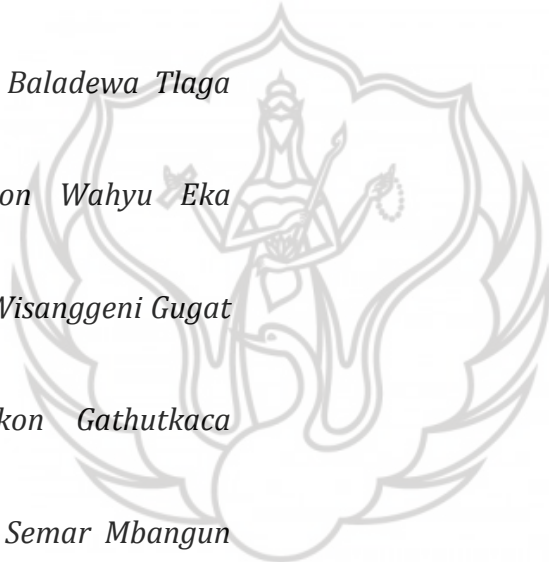 Baladewa Tlaga
on Wahyu Eka
Wisanggeni Gugat
kon Gathutkaca
Semar Mbangun